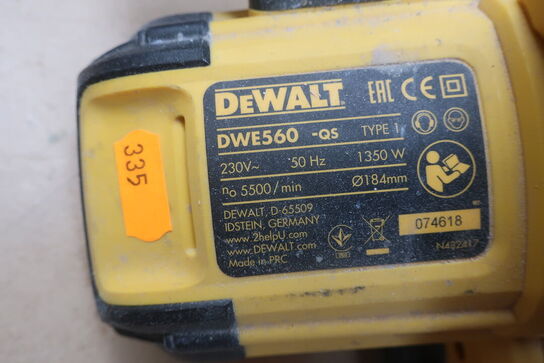 335
DEWALT EAC CE
DWE560 -QS TYPE 1
230V~ 50 Hz 1350 W
n₀ 5500/min Ø184mm
DEWALT, D-65509
IDSTEIN, GERMANY
www.2helpU.com
www.DEWALT.com
Made in PRC
074618
N432417